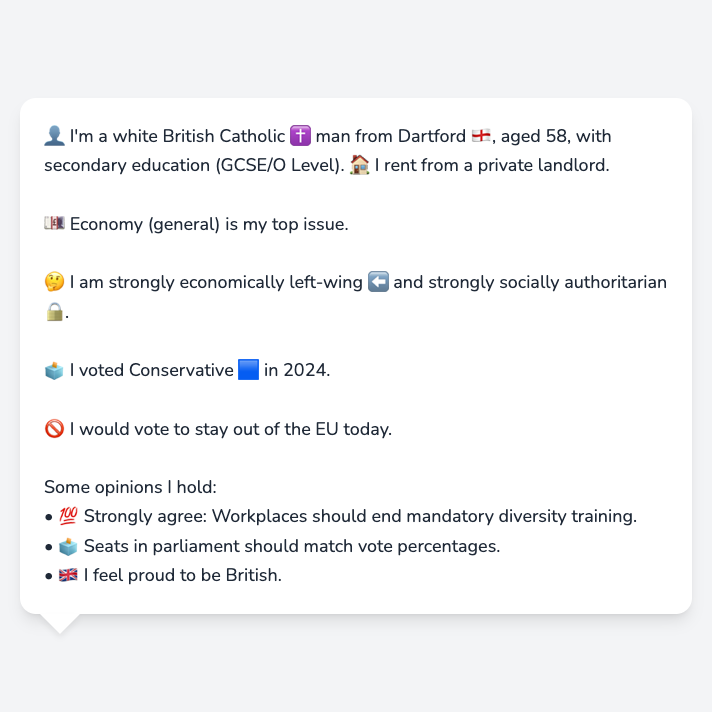 👤 I'm a white British Catholic ✝️ man from Dartford 🏴󠁧󠁢󠁥󠁮󠁧󠁿, aged 58, with
secondary education (GCSE/O Level). 🏠 I rent from a private landlord.
💷 Economy (general) is my top issue.
🤔 I am strongly economically left-wing ⬅️ and strongly socially authoritarian
🔒.
🗳️ I voted Conservative 🟦 in 2024.
🚫 I would vote to stay out of the EU today.
Some opinions I hold:
• 💯 Strongly agree: Workplaces should end mandatory diversity training.
• 🗳️ Seats in parliament should match vote percentages.
• 🇬🇧 I feel proud to be British.